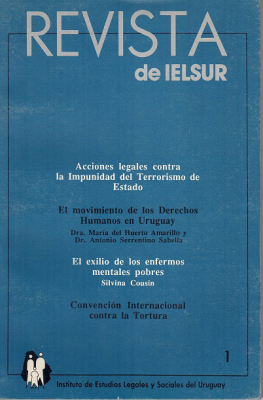 REVISTA
de IELSUR
Acciones legales contra
la Impunidad del Terrorismo de
Estado
El movimiento de los Derechos
Humanos en Uruguay
Dra. María del Huerto Amarillo y
Dr. Antonio Serrentino Sabella
El exilio de los enfermos
mentales pobres
Silvina Cousin
Convención Internacional
contra la Tortura
1
Instituto de Estudios Legales y Sociales del Uruguay